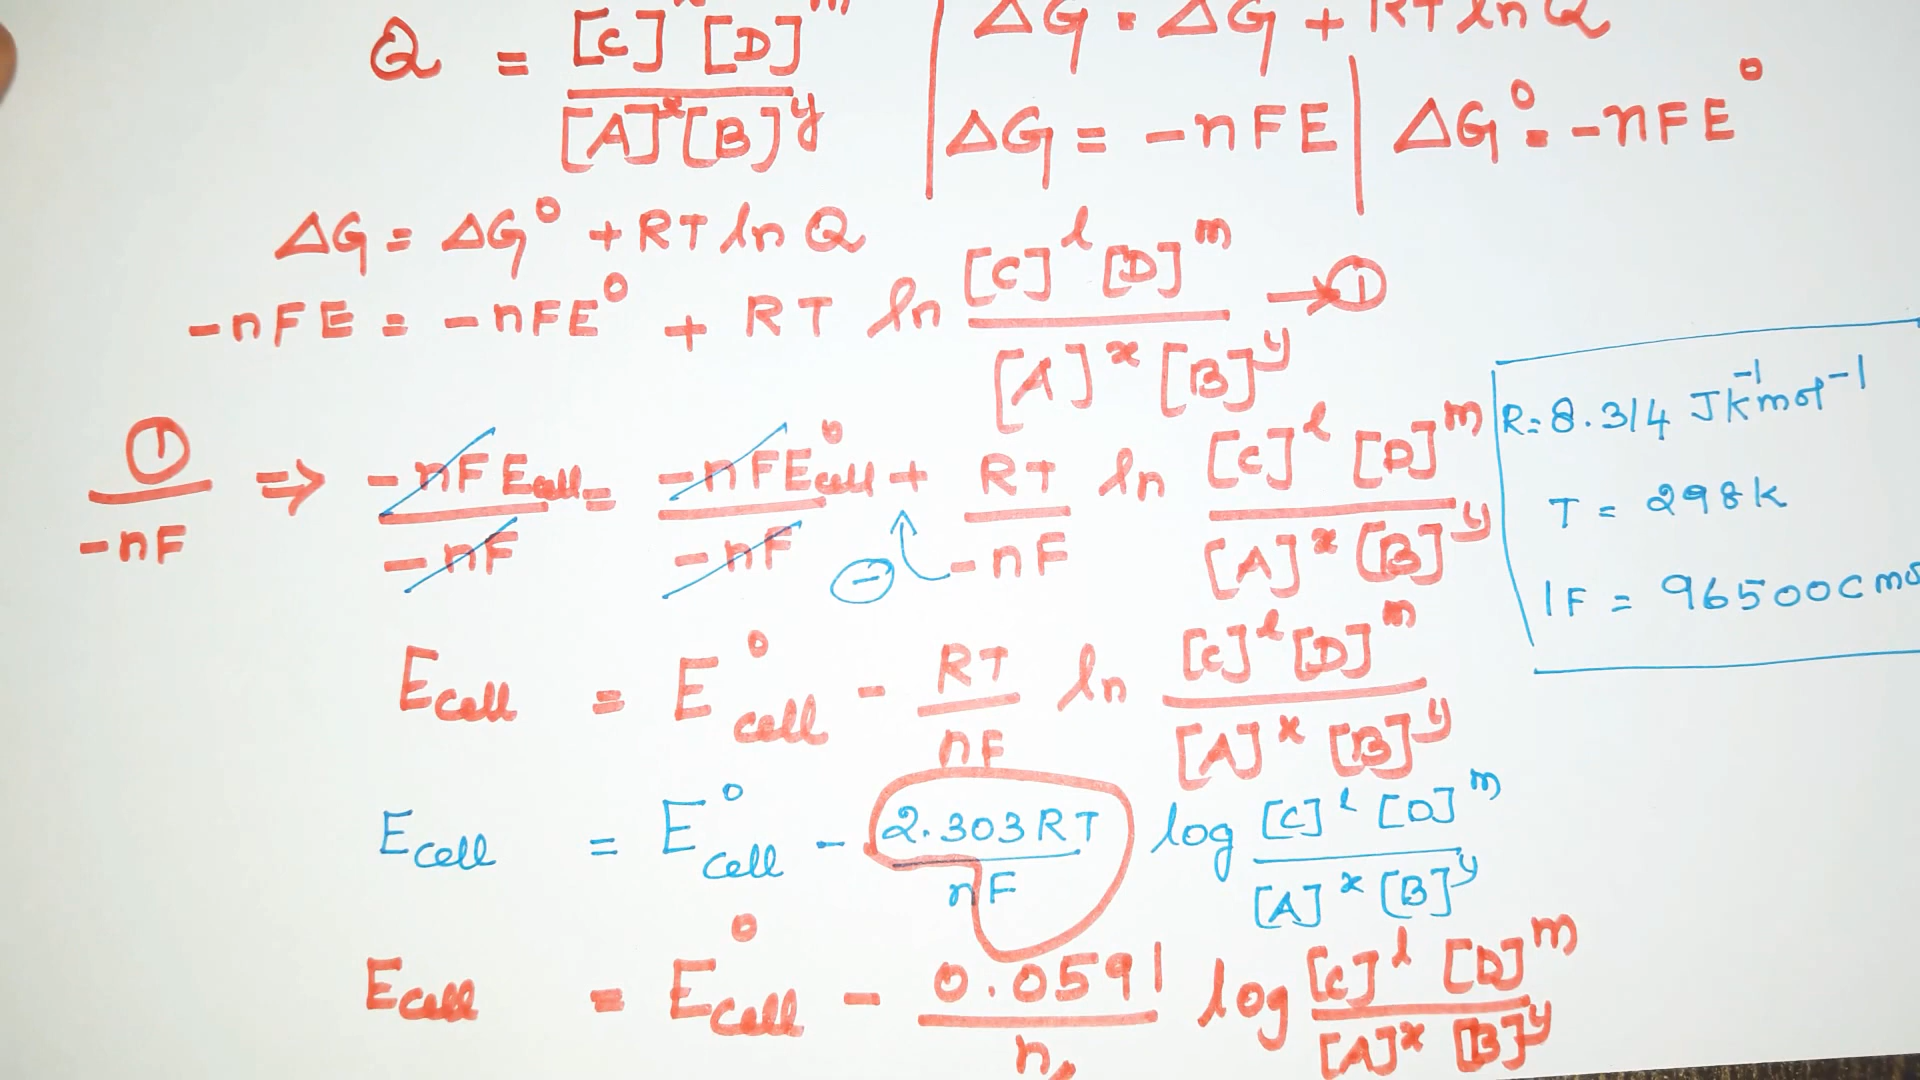 Q = [C] [D]m / [A]x[B]y | ΔG = ΔG + RT ln Q
ΔG = -nFE | ΔG° = -nFE°
ΔG = ΔG° + RT ln Q
-nFE = -nFE° + RT ln [C]l [D]m / [A]x [B]y → ①
① / -nF ⇒ -nFEcell / -nF = -nFE°cell / -nF + RT / -nF ln [C]l [D]m / [A]x [B]y
⊖
Ecell = E°cell - RT / nF ln [C]l [D]m / [A]x [B]y
Ecell = E°cell - 2.303RT / nF log [C]l [D]m / [A]x [B]y
Ecell = E°cell - 0.0591 / n log [C]l [D]m / [A]x [B]y
R = 8.314 JK-1mol-1
T = 298K
1F = 96500C